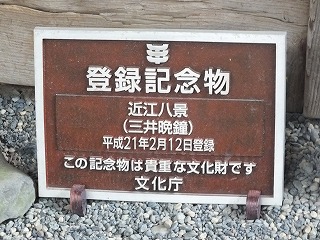 登録記念物
近江八景
(三井晩鐘)
平成21年2月12日登録
この記念物は貴重な文化財です
文化庁